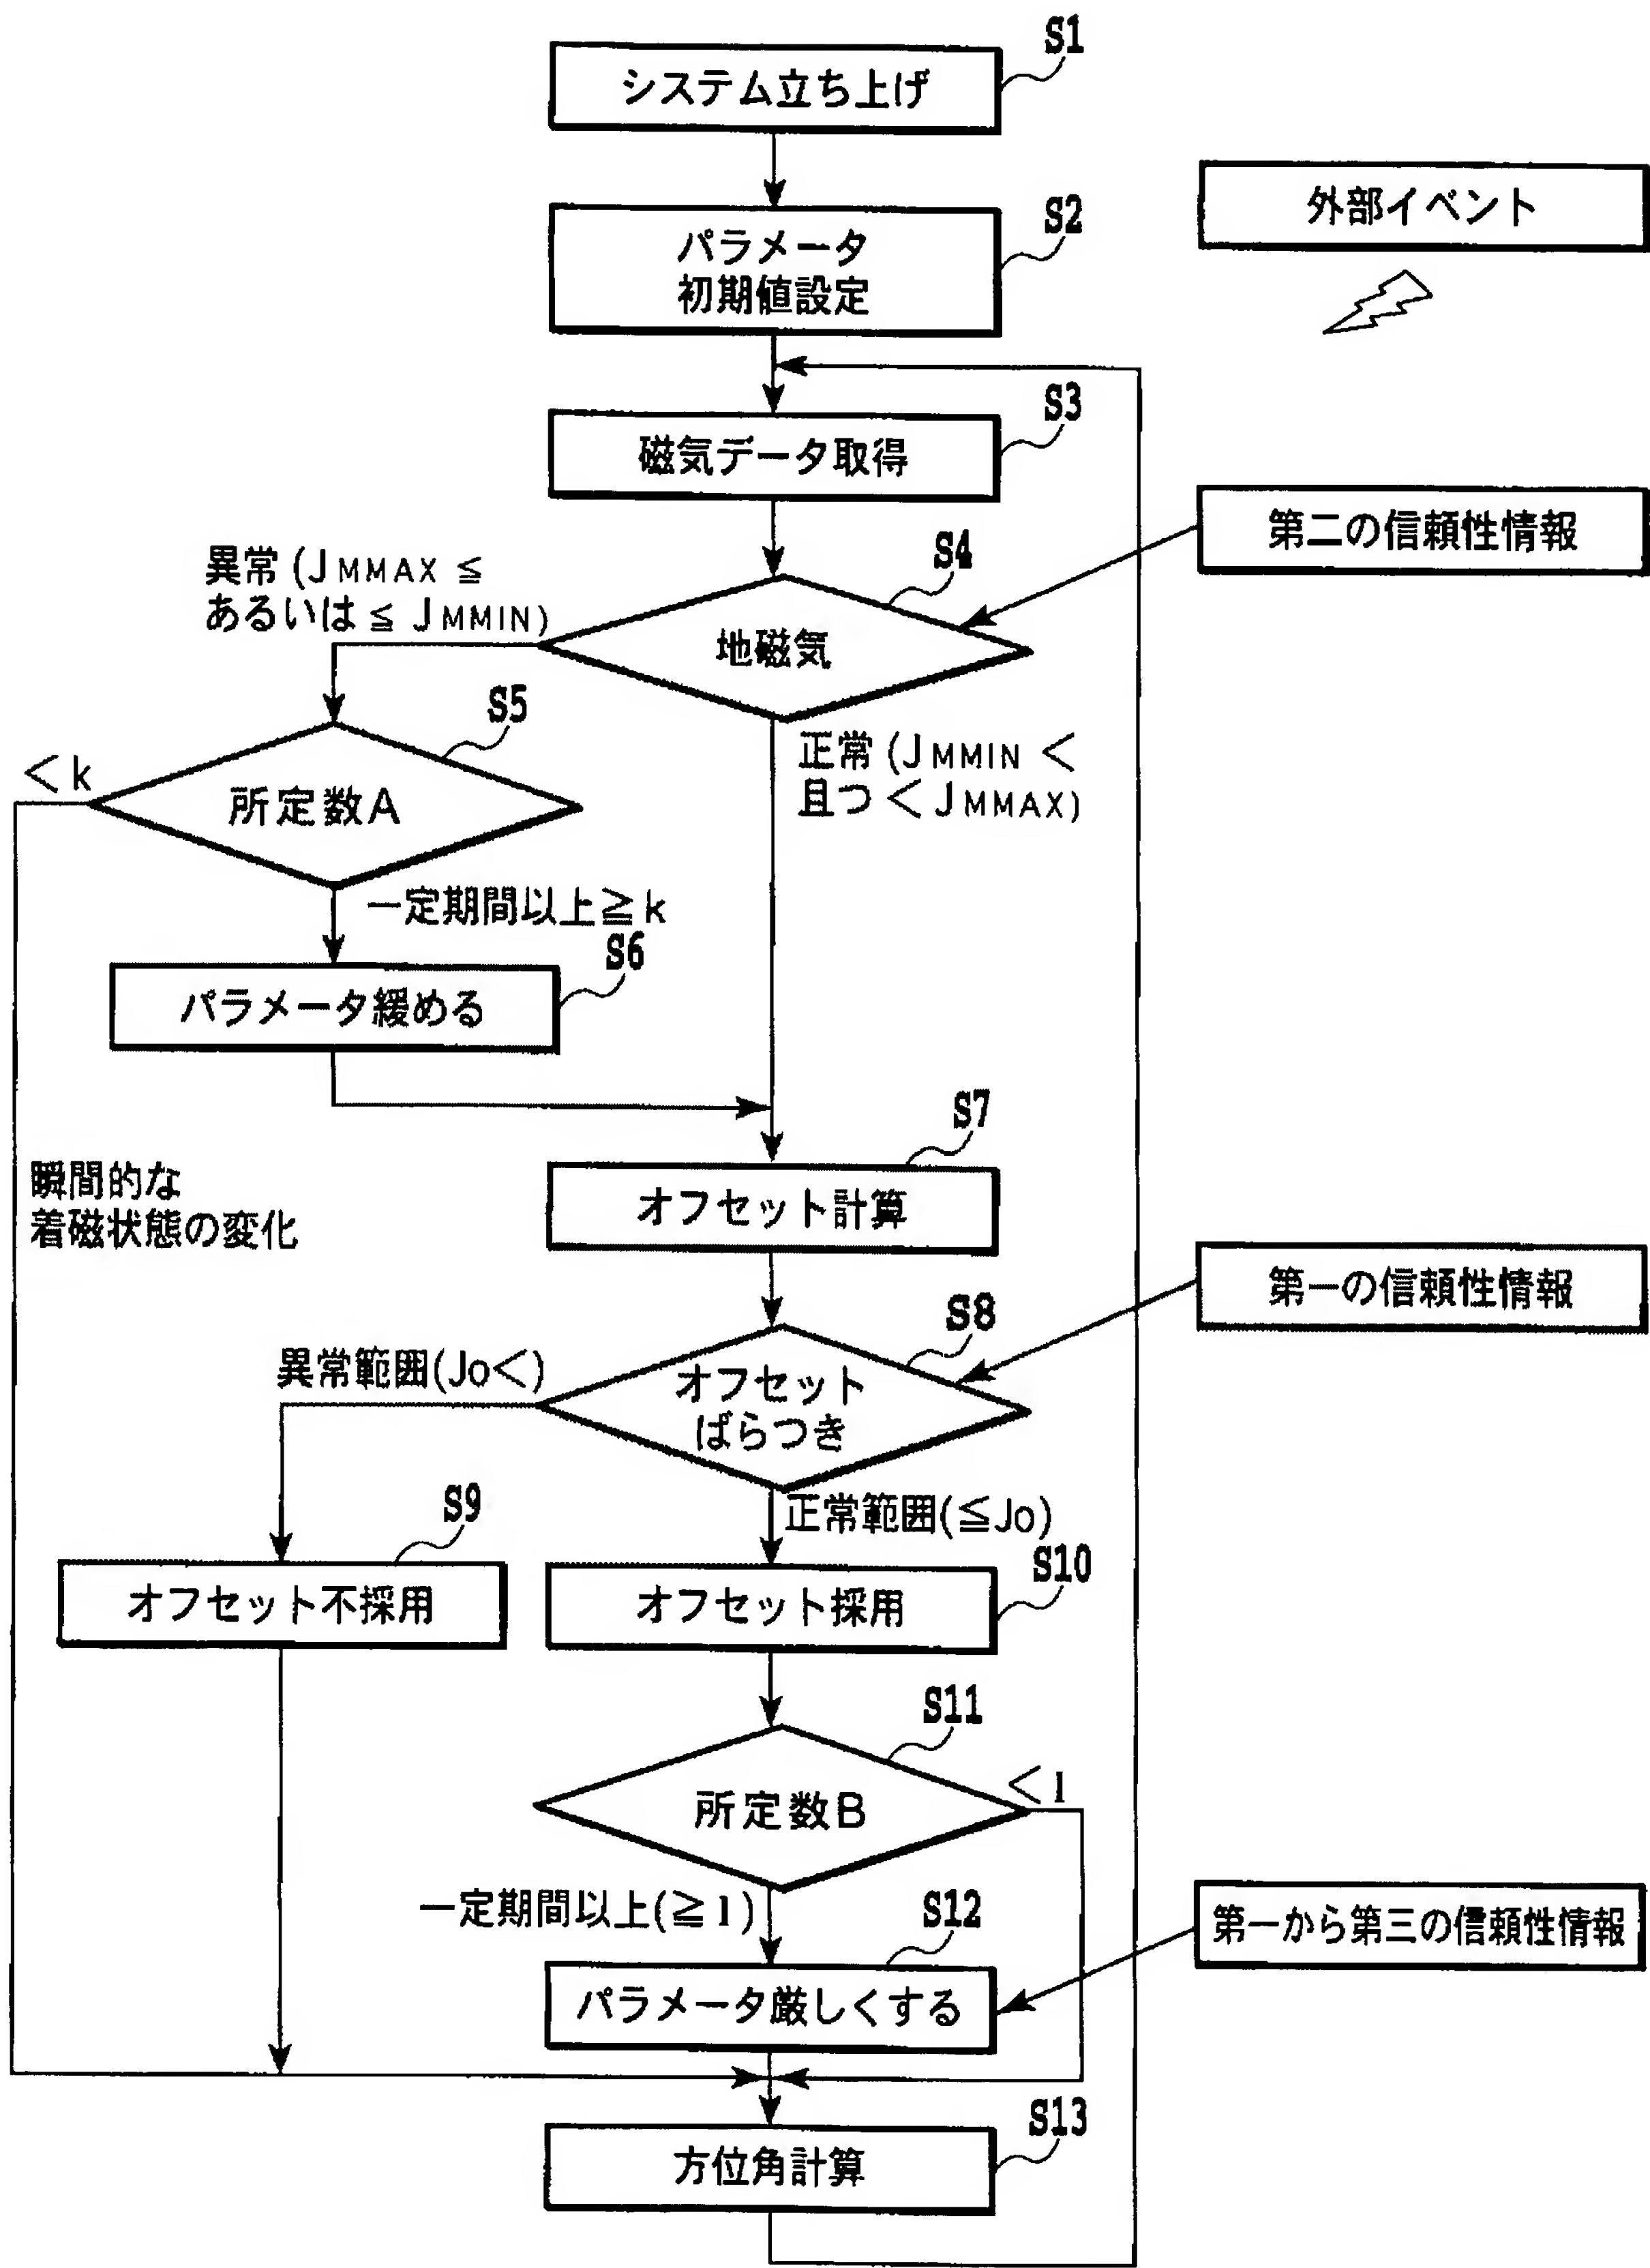 S1
システム立ち上げ
外部イベント
S2
パラメータ
初期値設定
S3
磁気データ取得
第二の信頼性情報
S4
異常 (JMMAX ≦
あるいは ≦ JMMIN)
地磁気
S5
正常 (JMMIN <
且つ < JMMAX)
<k
所定数A
一定期間以上≧k
S6
パラメータ緩める
S7
瞬間的な
着磁状態の変化
オフセット計算
第一の信頼性情報
S8
異常範囲(Jo<)
オフセット
ばらつき
S9
正常範囲(≦Jo)
S10
オフセット不採用
オフセット採用
S11
<l
所定数B
一定期間以上(≧l)
S12
第一から第三の信頼性情報
パラメータ厳しくする
S13
方位角計算